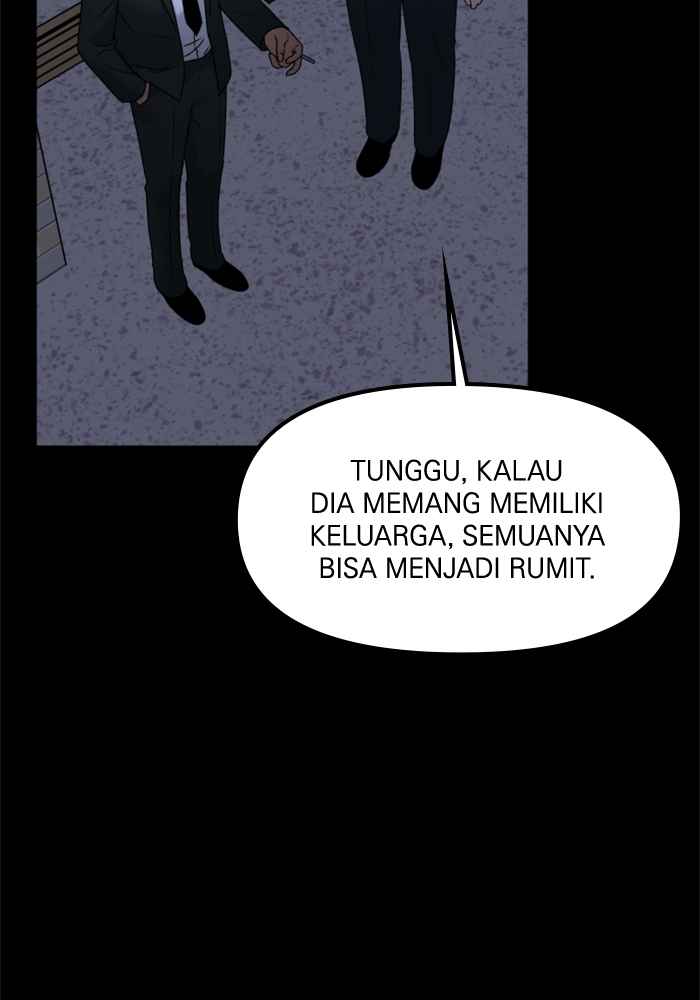 TUNGGU, KALAU
DIA MEMANG MEMILIKI
KELUARGA, SEMUANYA
BISA MENJADI RUMIT.